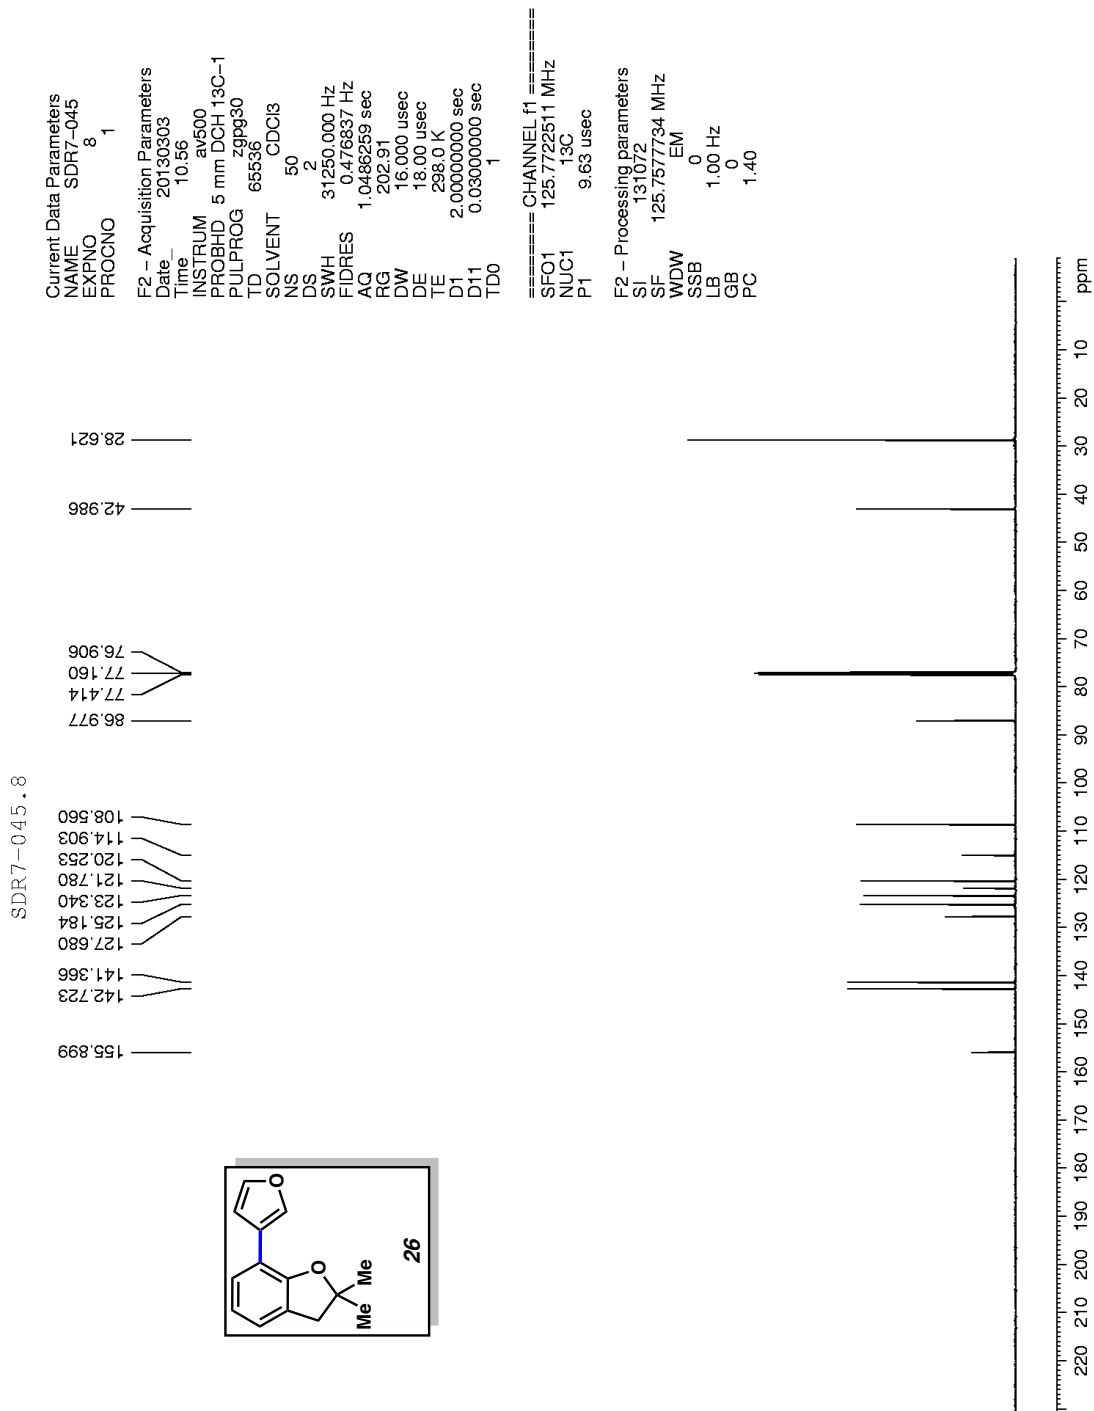 SDR7-045.8
Current Data Parameters
NAME SDR7-045
EXPNO 8
PROCNO 1
F2 - Acquisition Parameters
Date_ 20130303
Time 10.56
INSTRUM av500
PROBHD 5 mm DCH 13C-1
PULPROG zgpg30
TD 65536
SOLVENT CDCl3
NS 50
DS 2
SWH 31250.000 Hz
FIDRES 0.476837 Hz
AQ 1.0486259 sec
RG 202.91
DW 16.000 usec
DE 18.00 usec
TE 298.0 K
D1 2.00000000 sec
D11 0.03000000 sec
TD0 1
======== CHANNEL f1 ========
SFO1 125.7722511 MHz
NUC1 13C
P1 9.63 usec
F2 - Processing parameters
SI 131072
SF 125.7577734 MHz
WDW EM
SSB 0
LB 1.00 Hz
GB 0
PC 1.40
155.899
142.723
141.366
127.680
125.184
123.340
121.780
120.253
114.903
108.560
86.977
77.414
77.160
76.906
42.986
28.621
O
O
Me
Me
26
220 210 200 190 180 170 160 150 140 130 120 110 100 90 80 70 60 50 40 30 20 10 ppm